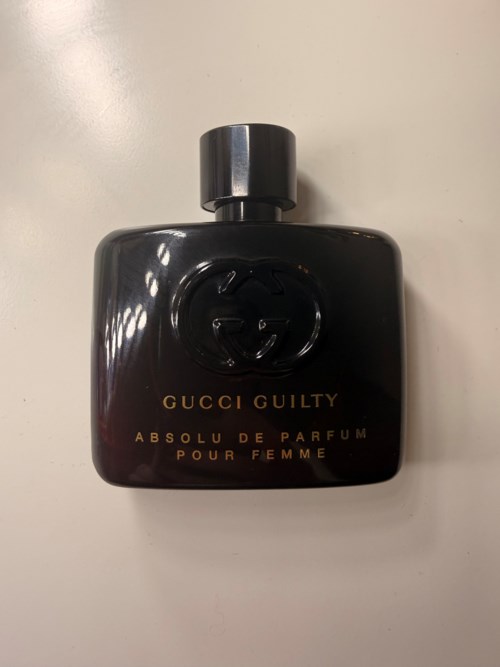 GUCCI GUILTY
ABSOLU DE PARFUM
POUR FEMME